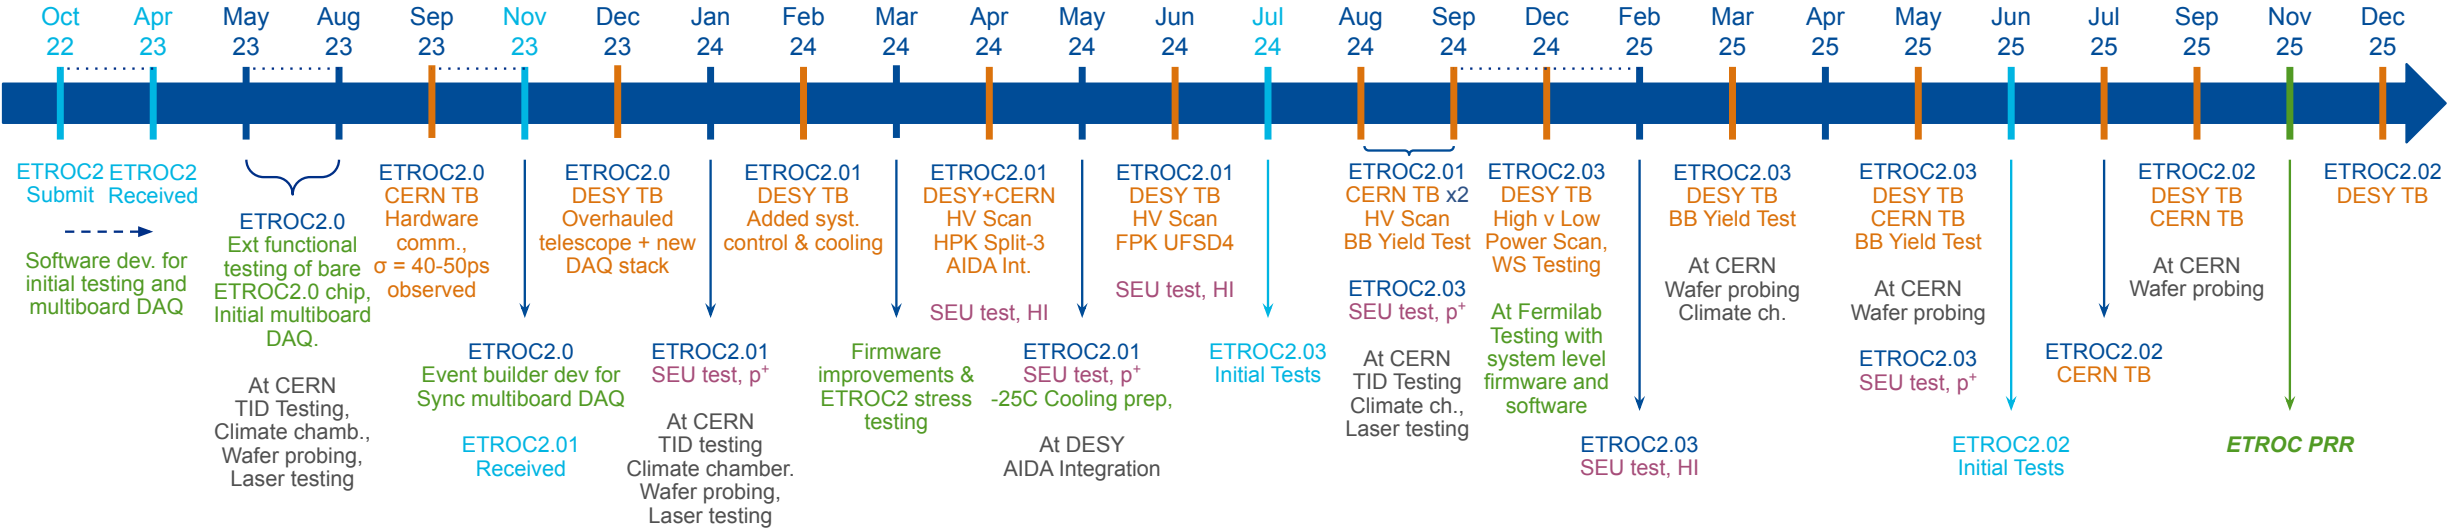 Oct
22
Apr
23
May
23
Aug
23
Sep
23
Nov
23
Dec
23
Jan
24
Feb
24
Mar
24
Apr
24
May
24
Jun
24
Jul
24
Aug
24
Sep
24
Dec
24
Feb
25
Mar
25
Apr
25
May
25
Jun
25
Jul
25
Sep
25
Nov
25
Dec
25
ETROC2
Submit
ETROC2
Received
Software dev. for
initial testing and
multiboard DAQ
ETROC2.0
Ext functional
testing of bare
ETROC2.0 chip,
Initial multiboard
DAQ.
At CERN
TID Testing,
Climate chamb.,
Wafer probing,
Laser testing
ETROC2.0
CERN TB
Hardware
comm.,
σ = 40-50ps
observed
ETROC2.0
Event builder dev for
Sync multiboard DAQ
ETROC2.01
Received
ETROC2.0
DESY TB
Overhauled
telescope + new
DAQ stack
ETROC2.01
SEU test, p⁺
At CERN
TID testing
Climate chamber.
Wafer probing,
Laser testing
ETROC2.01
DESY TB
Added syst.
control & cooling
Firmware
improvements &
ETROC2 stress
testing
ETROC2.01
DESY+CERN
HV Scan
HPK Split-3
AIDA Int.
SEU test, HI
ETROC2.01
SEU test, p⁺
-25C Cooling prep,
At DESY
AIDA Integration
ETROC2.01
DESY TB
HV Scan
FPK UFSD4
SEU test, HI
ETROC2.03
Initial Tests
ETROC2.01
CERN TB x2
HV Scan
BB Yield Test
ETROC2.03
SEU test, p⁺
At CERN
TID Testing
Climate ch.,
Laser testing
ETROC2.03
DESY TB
High v Low
Power Scan,
WS Testing
At Fermilab
Testing with
system level
firmware and
software
ETROC2.03
SEU test, HI
ETROC2.03
DESY TB
BB Yield Test
At CERN
Wafer probing
Climate ch.
ETROC2.03
DESY TB
CERN TB
BB Yield Test
At CERN
Wafer probing
ETROC2.03
SEU test, p⁺
ETROC2.02
Initial Tests
ETROC2.02
CERN TB
ETROC2.02
DESY TB
CERN TB
At CERN
Wafer probing
ETROC PRR
ETROC2.02
DESY TB